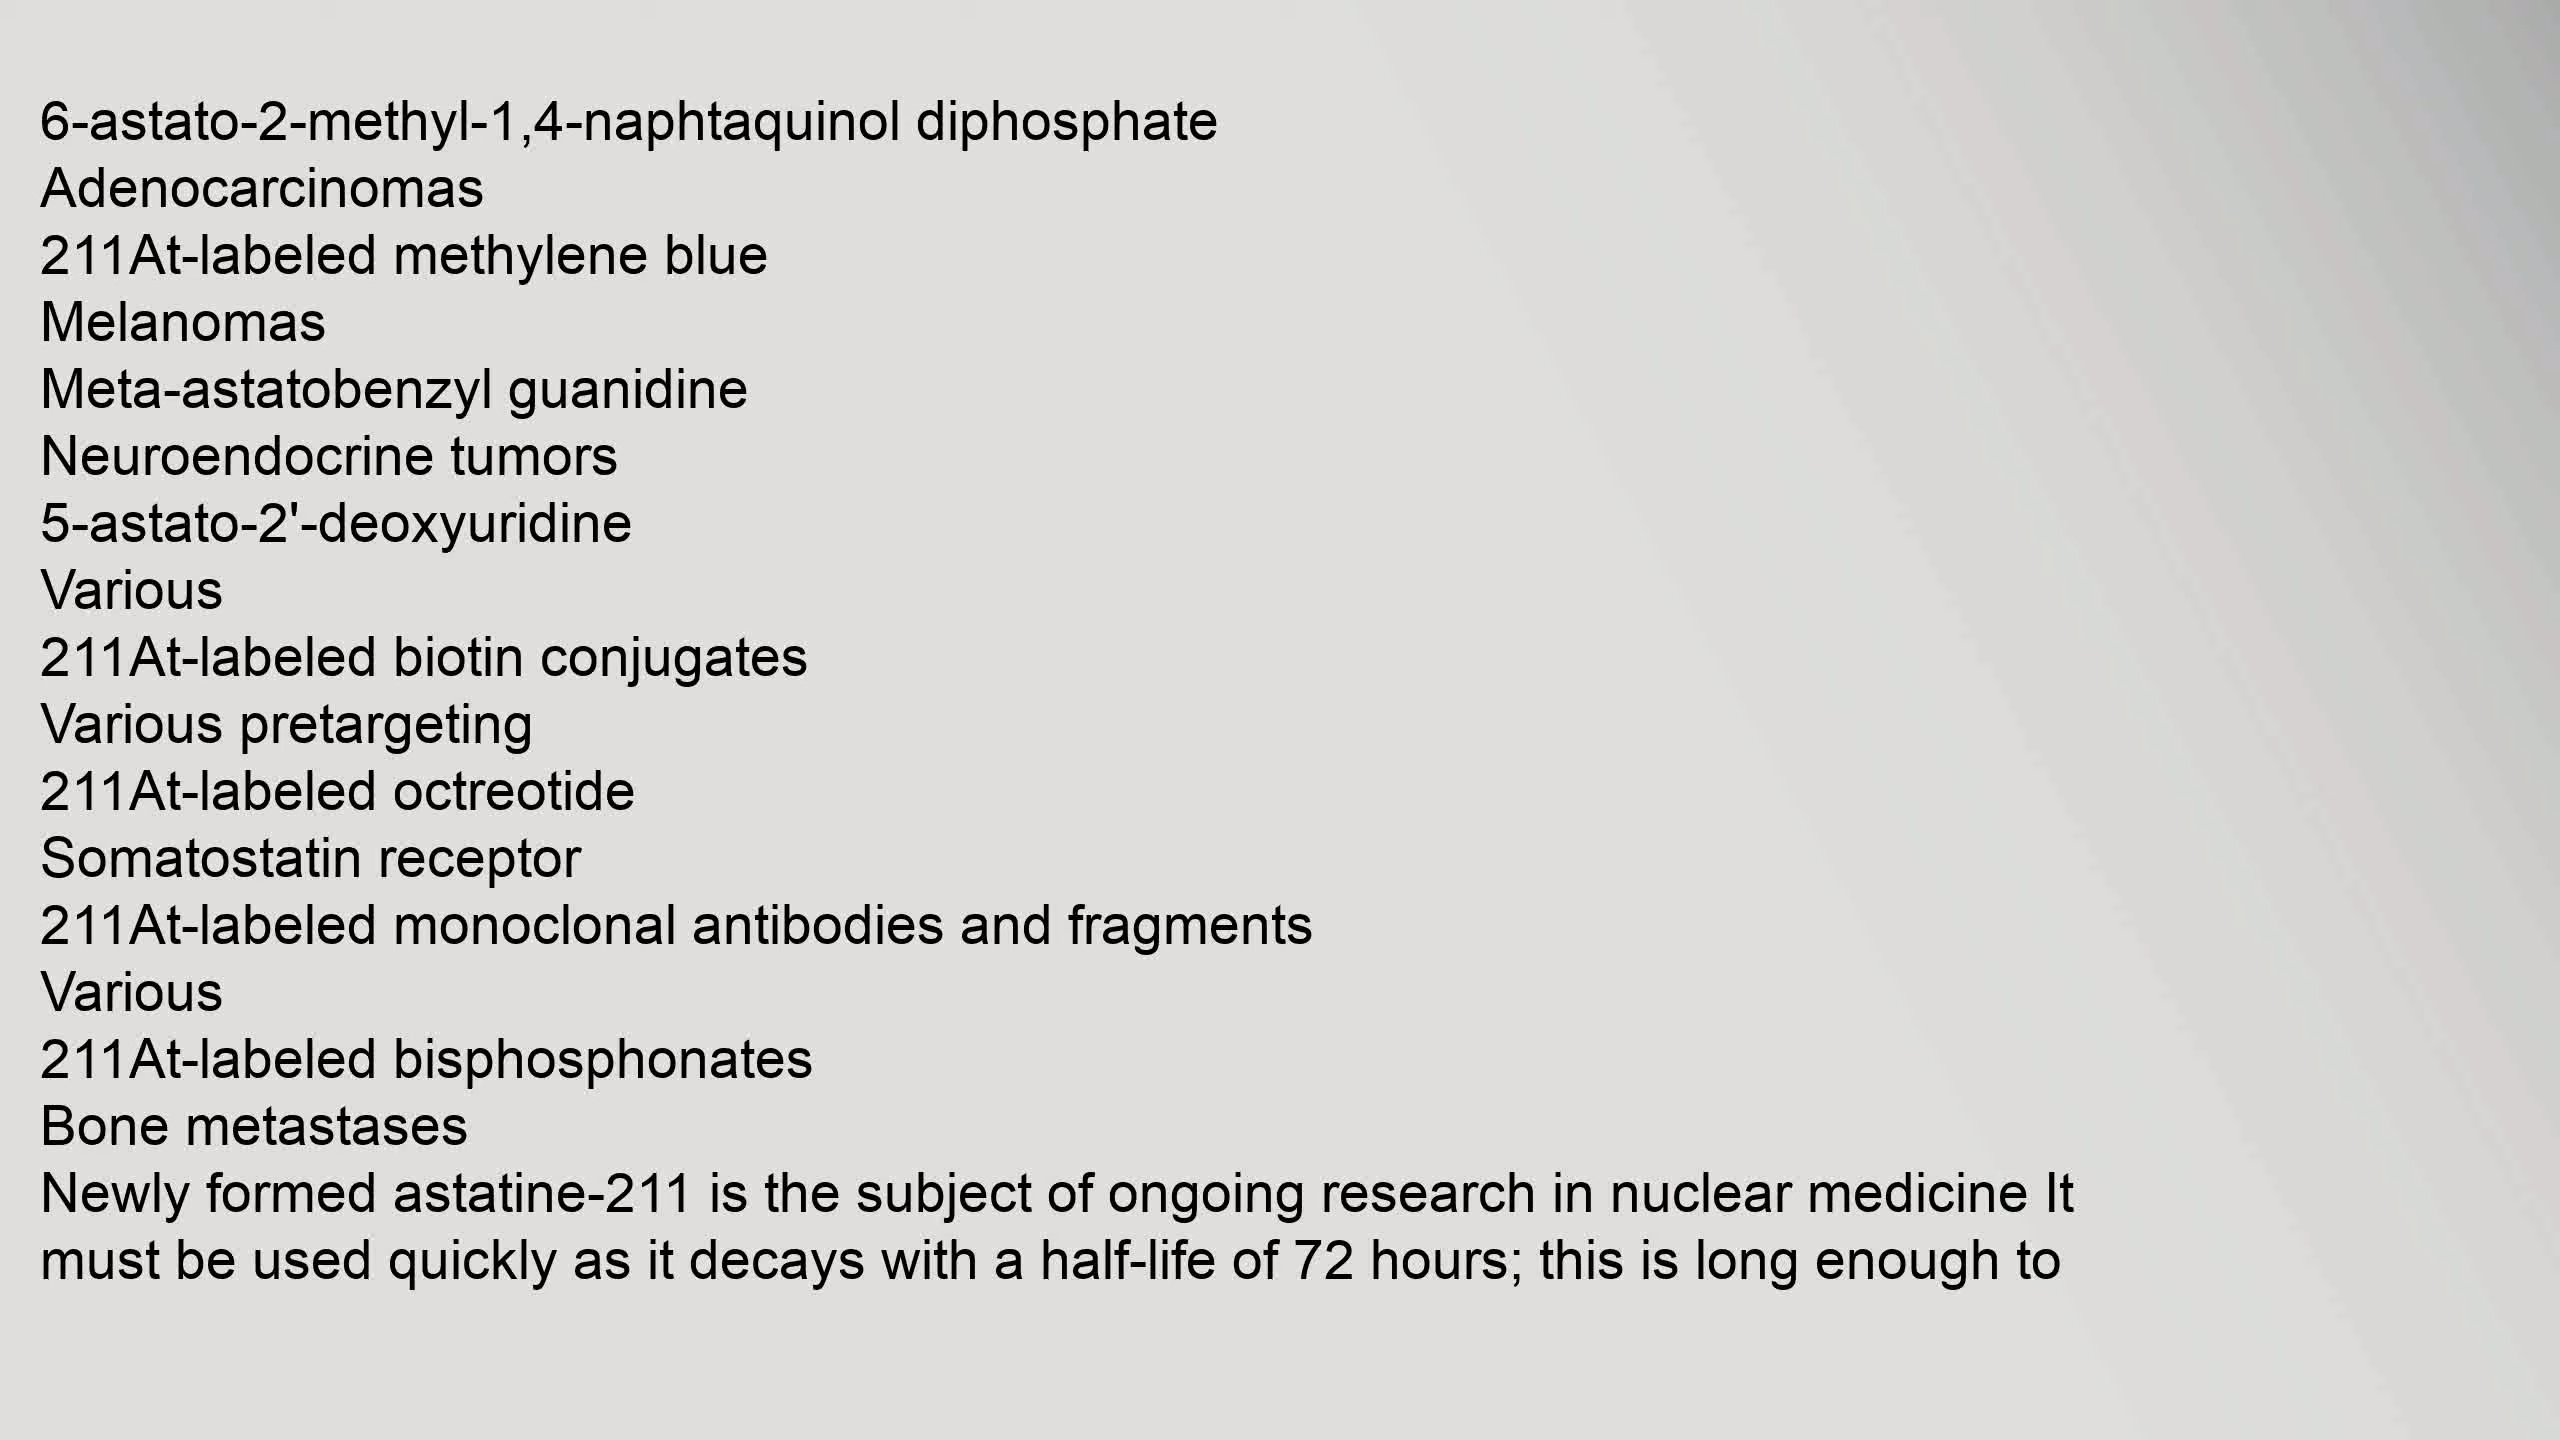 6-astato-2-methyl-1,4-naphtaquinol diphosphate
Adenocarcinomas
211At-labeled methylene blue
Melanomas
Meta-astatobenzyl guanidine
Neuroendocrine tumors
5-astato-2'-deoxyuridine
Various
211At-labeled biotin conjugates
Various pretargeting
211At-labeled octreotide
Somatostatin receptor
211At-labeled monoclonal antibodies and fragments
Various
211At-labeled bisphosphonates
Bone metastases
Newly formed astatine-211 is the subject of ongoing research in nuclear medicine It
must be used quickly as it decays with a half-life of 72 hours; this is long enough to